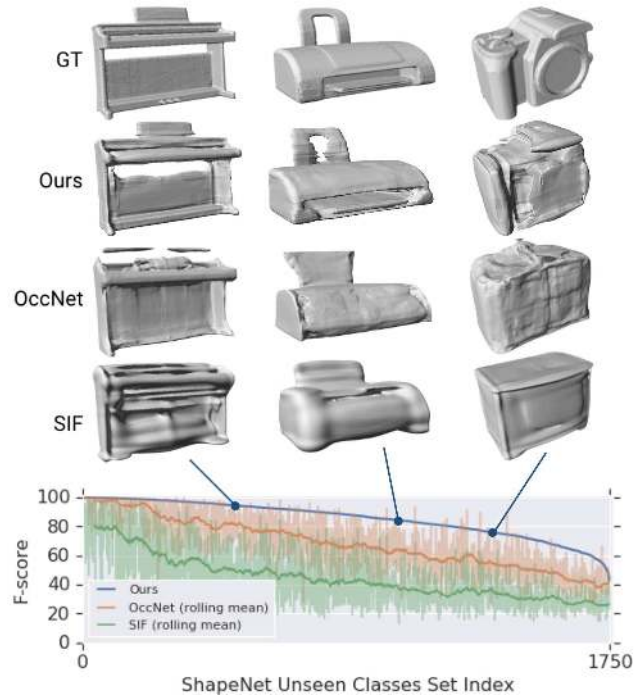 GT
Ours
OccNet
SIF
100
80
60
40
20
0
F-score
Ours
OccNet (rolling mean)
SIF (rolling mean)
0
1750
ShapeNet Unseen Classes Set Index